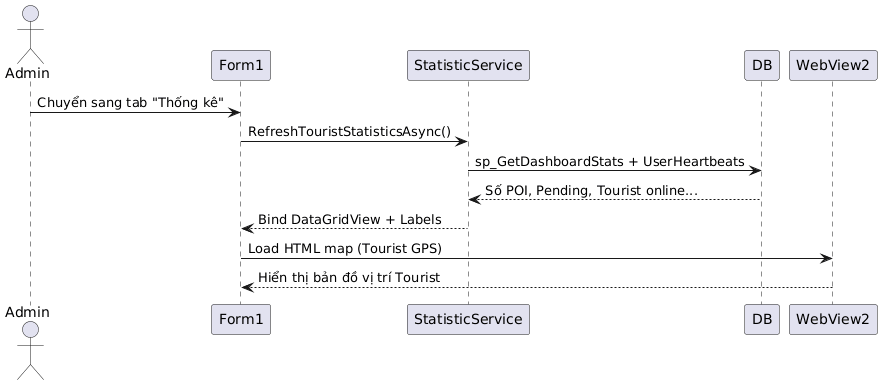 Admin
Form1
StatisticService
DB
WebView2
Chuyển sang tab "Thống kê"
RefreshTouristStatisticsAsync()
sp_GetDashboardStats + UserHeartbeats
Số POI, Pending, Tourist online...
Bind DataGridView + Labels
Load HTML map (Tourist GPS)
Hiển thị bản đồ vị trí Tourist
Admin
Form1
StatisticService
DB
WebView2